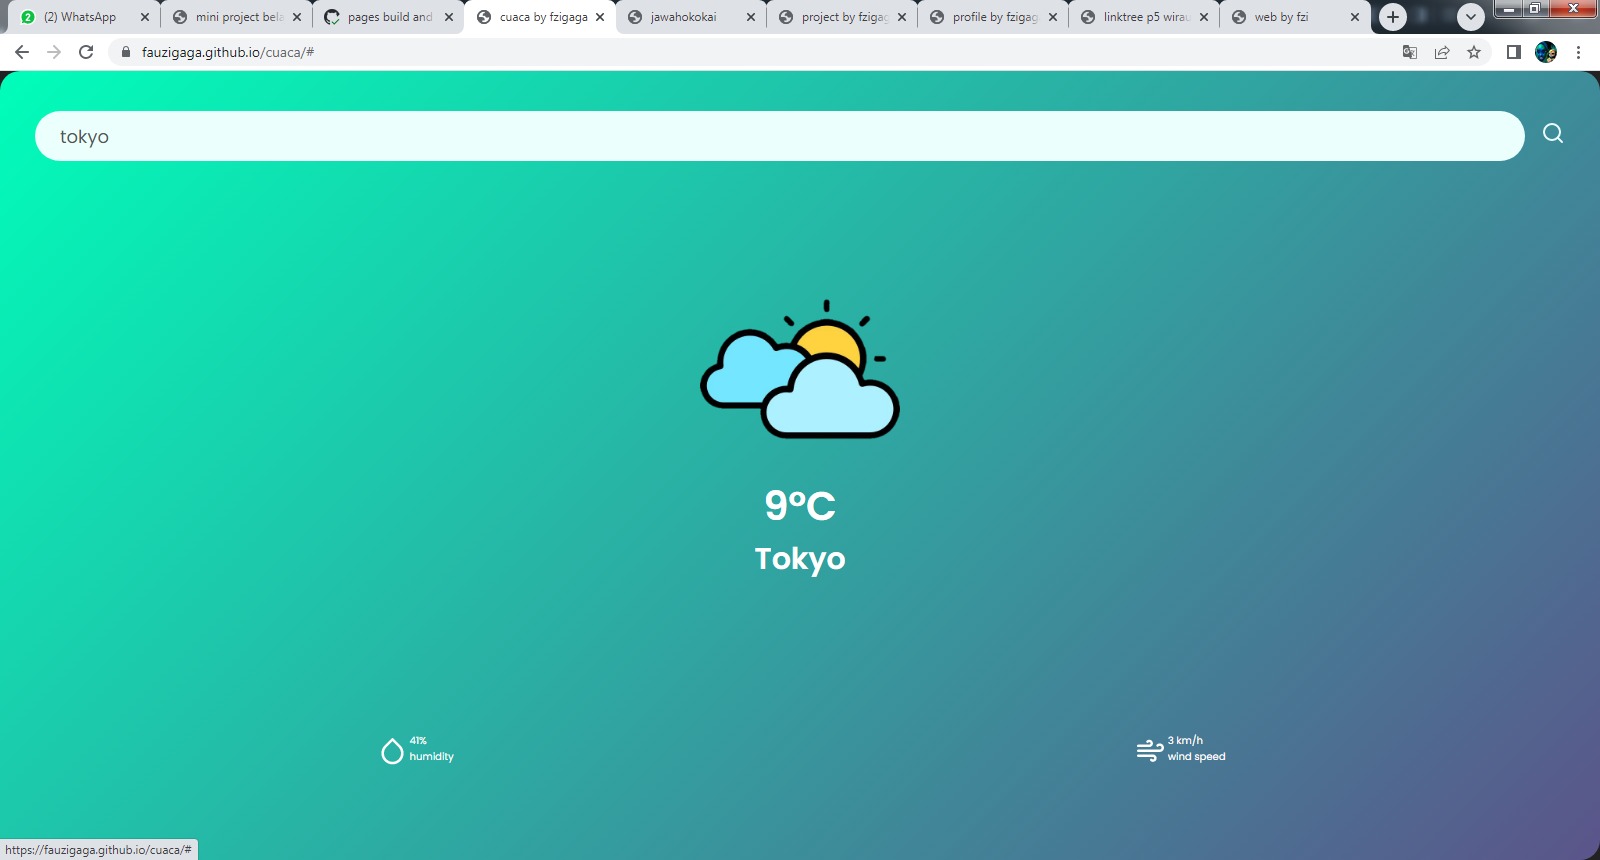 (2) WhatsApp
mini project bela
pages build and
cuaca by fzigaga
jawahokokai
project by fzigag
profile by fzigag
linktree p5 wirau
web by fzi
fauzigaga.github.io/cuaca/#
tokyo
9°C
Tokyo
41%
humidity
3 km/h
wind speed
https://fauzigaga.github.io/cuaca/#